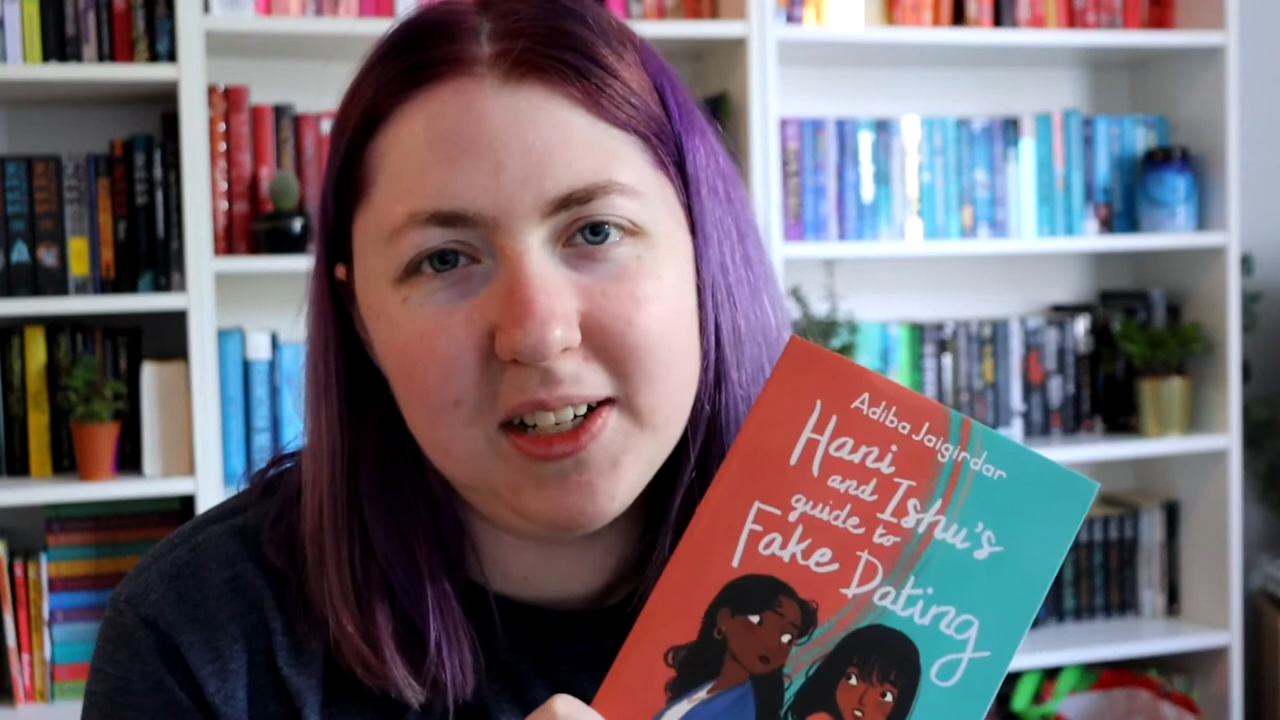 Adiba Jaigirdar
Hani
and Ishu's
guide to
Fake Dating